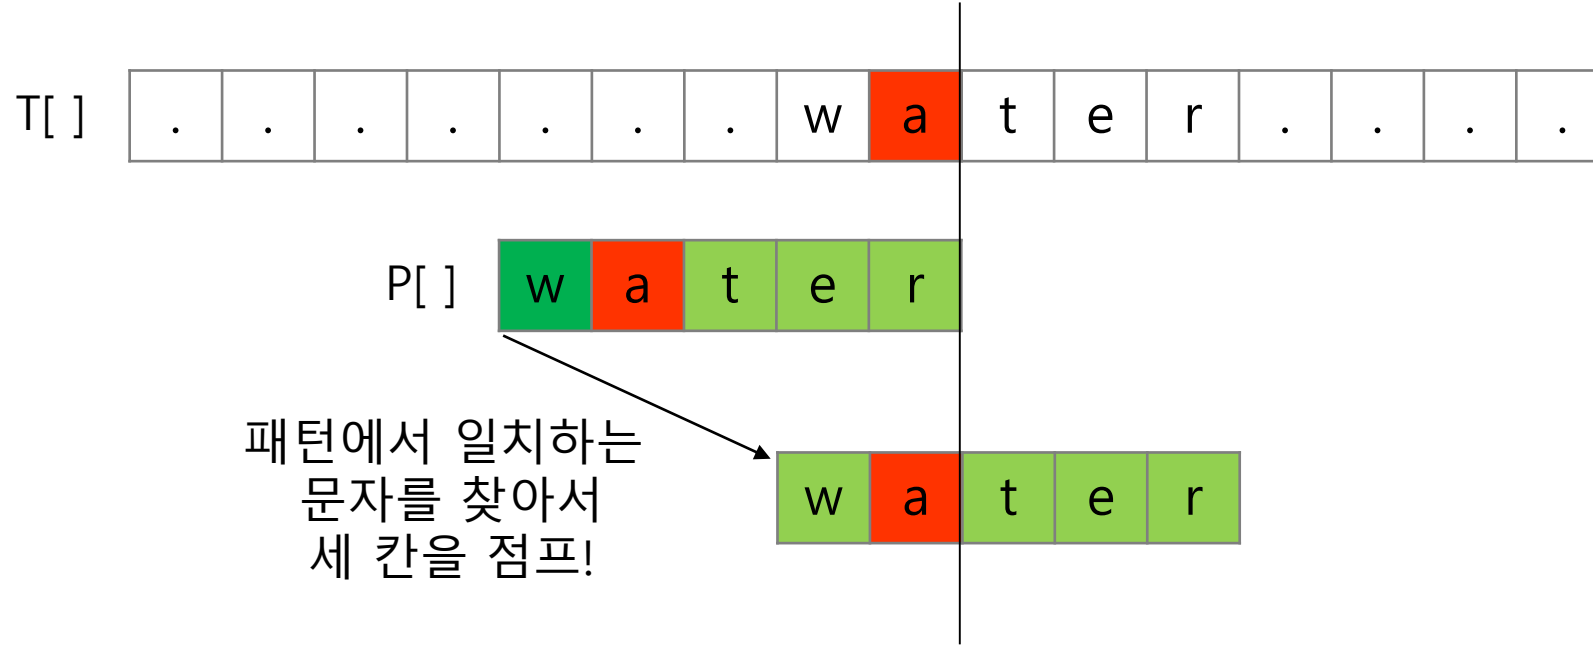 T[ ] . . . . . . . w a t e r . . . .
P[ ] w a t e r
패턴에서 일치하는
문자를 찾아서
세 칸을 점프!
w a t e r